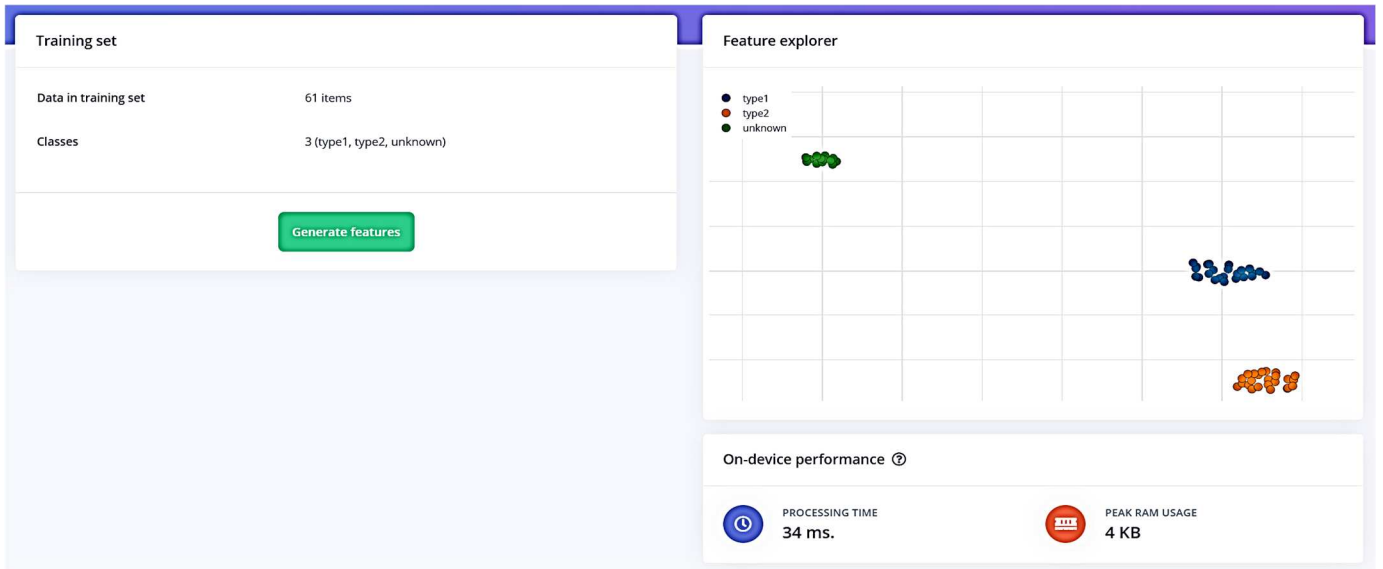 Training set
Data in training set 61 items
Classes 3 (type1, type2, unknown)
Generate features
Feature explorer
type1
type2
unknown
On-device performance ?
PROCESSING TIME
34 ms.
PEAK RAM USAGE
4 KB